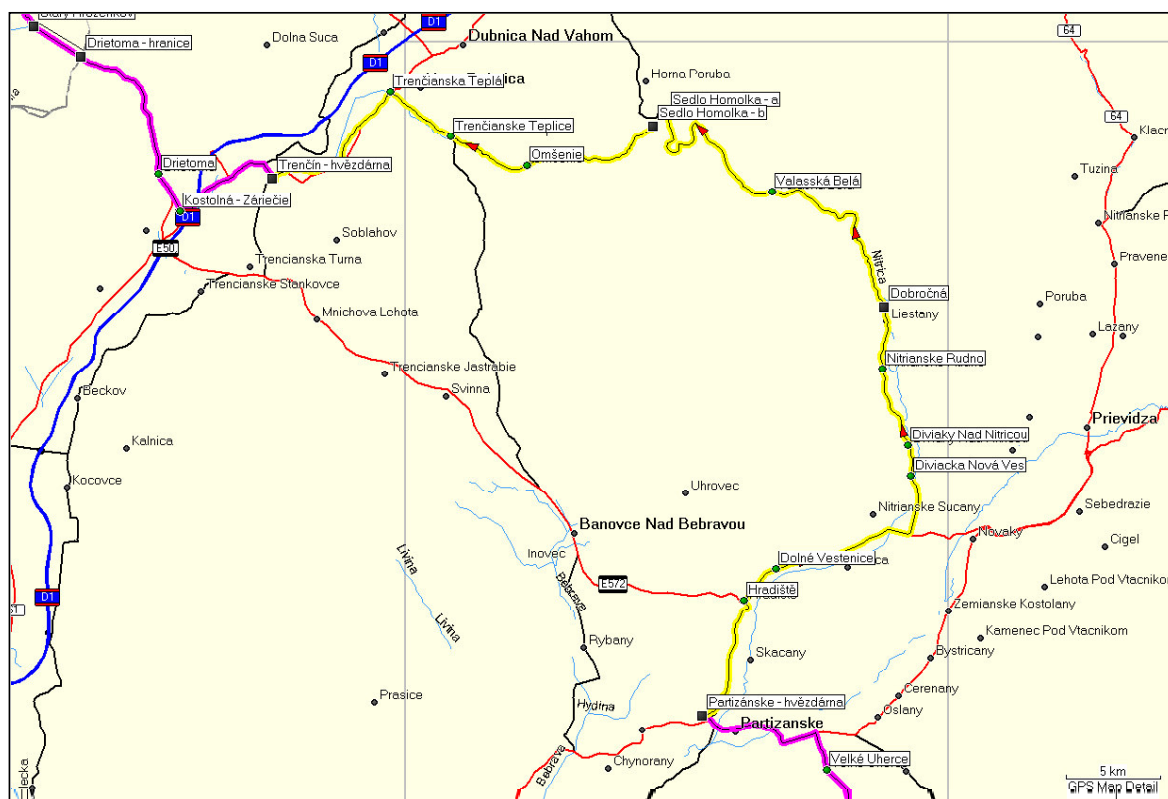 Stary Hrozenkov
D1
64
Dolna Suca
Dubnica Nad Vahom
Drietoma - hranice
D1
Horna Poruba
Trenčianska Teplá
Sedlo Homolka - a
Sedlo Homolka - b
64
Klac
Trenčianske Teplice
Omšenie
Drietoma
Trenčín - hvězdárna
Tuzina
Valasská Belá
Kostolná - Záriečie
D1
Nitrianske P
Soblahov
E50
Pravene
Trencianska Turna
Nitrica
Trencianske Stankovce
Dobročná
Poruba
Liestany
Mnichova Lehota
Lazany
Nitrianske Rudno
Trencianske Jastrabie
Svinna
Beckov
Prievidza
Kalnica
Diviaky Nad Nitricou
Diviacka Nová Ves
Kocovce
Uhrovec
Nitrianske Sucany
Sebedrazie
Banovce Nad Bebravou
Novaky
Cigel
Inovec
Livina
Dolné Vestenice
Bebrava
E572
Hradiště
Lehota Pod Vtacnikom
D1
Zemianske Kostolany
Livina
Kamenec Pod Vtacnikom
Rybany
Skacany
Bystricany
Prasice
Hydina
Cerenany
Partizánske - hvězdárna
Oslany
Partizanske
Bebrava
Chynorany
Velké Uherce
5 km
GPS Map Detail